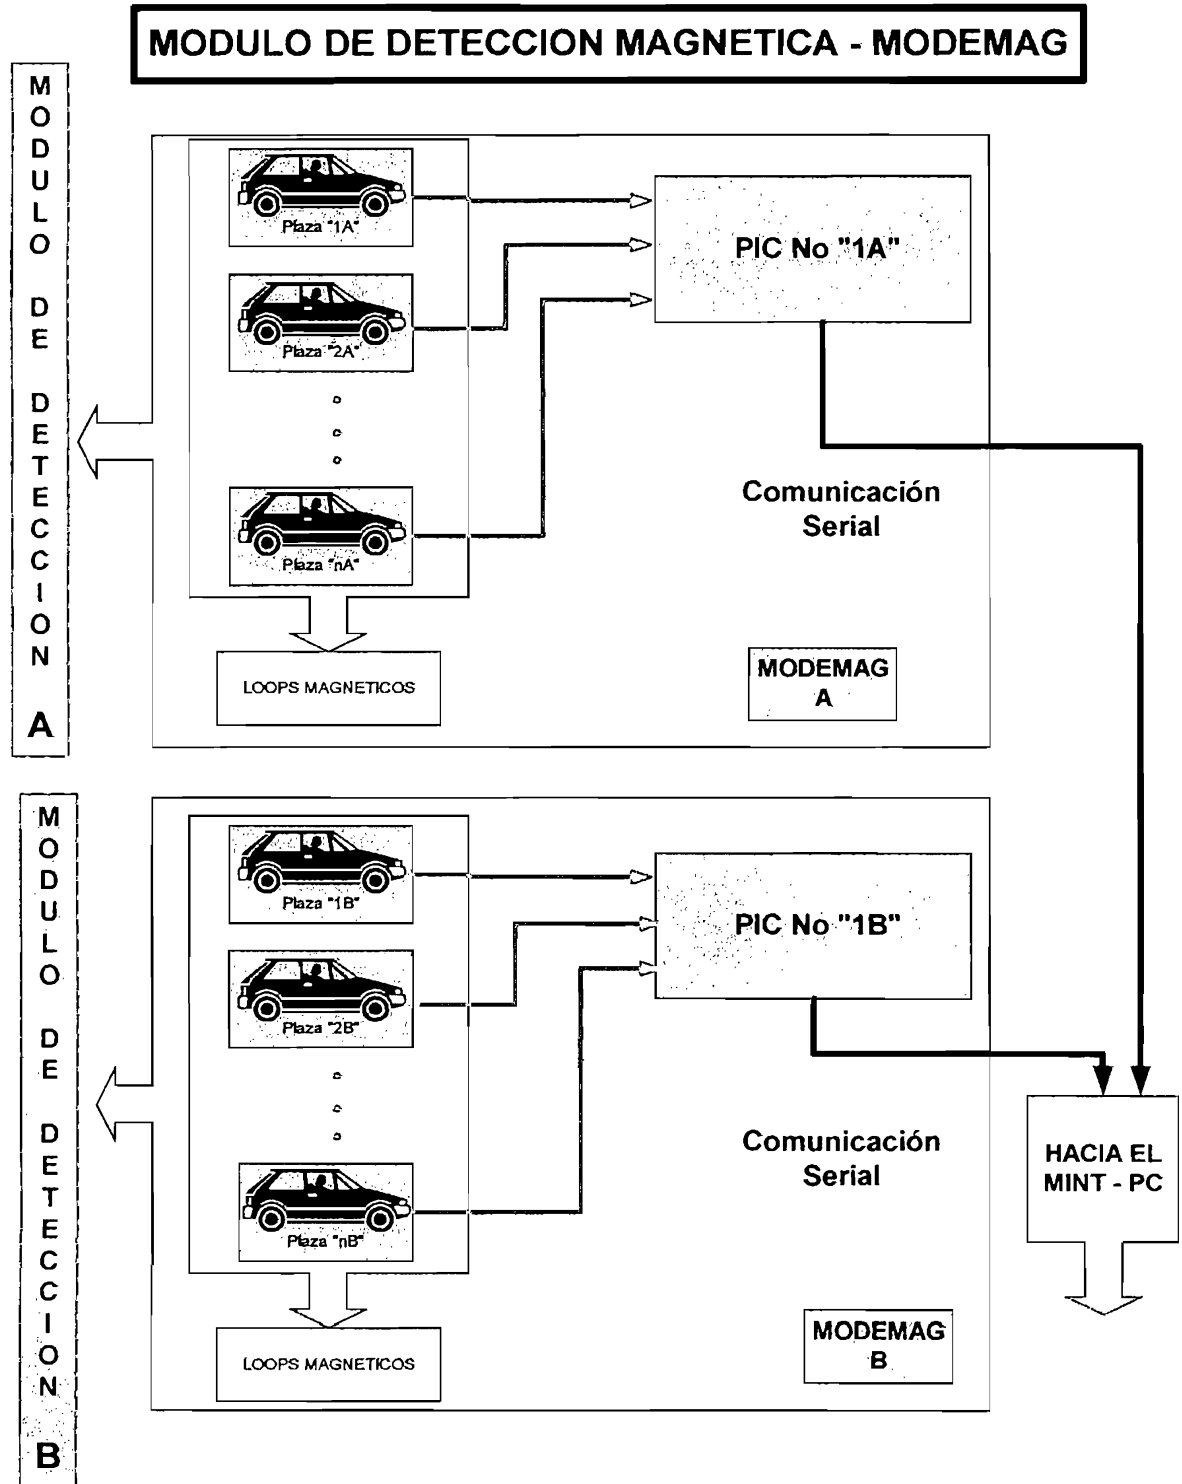 MODULO DE DETECCION MAGNETICA - MODEMAG
MODULO DE DETECCION A
Plaza "1A"
Plaza "2A"
Plaza "nA"
LOOPS MAGNETICOS
PIC No "1A"
Comunicación
Serial
MODEMAG
A
MODULO DE DETECCION B
Plaza "1B"
Plaza "2B"
Plaza "nB"
LOOPS MAGNETICOS
PIC No "1B"
Comunicación
Serial
MODEMAG
B
HACIA EL
MINT - PC